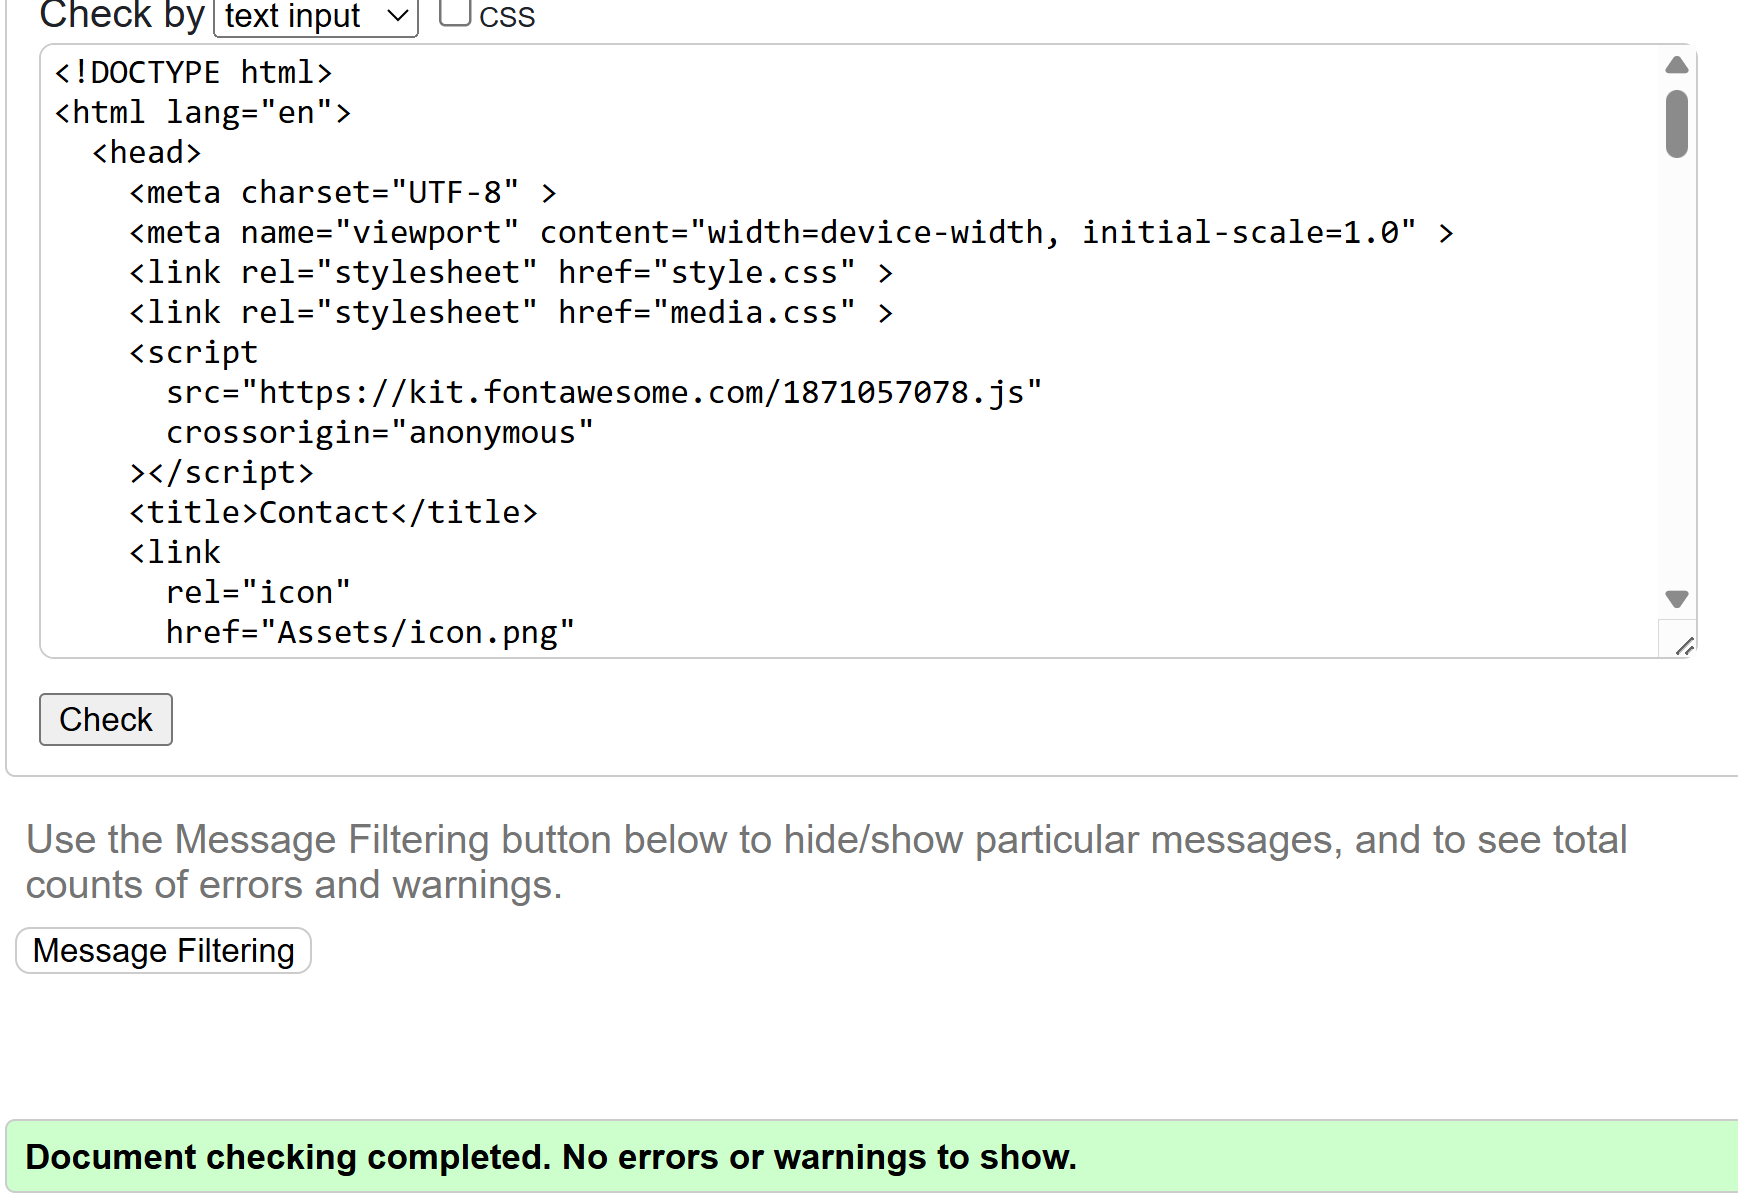 Check by text input CSS
<!DOCTYPE html>
<html lang="en">
  <head>
    <meta charset="UTF-8" >
    <meta name="viewport" content="width=device-width, initial-scale=1.0" >
    <link rel="stylesheet" href="style.css" >
    <link rel="stylesheet" href="media.css" >
    <script
      src="https://kit.fontawesome.com/1871057078.js"
      crossorigin="anonymous"
    ></script>
    <title>Contact</title>
    <link
      rel="icon"
      href="Assets/icon.png"
Check
Use the Message Filtering button below to hide/show particular messages, and to see total
counts of errors and warnings.
Message Filtering
Document checking completed. No errors or warnings to show.